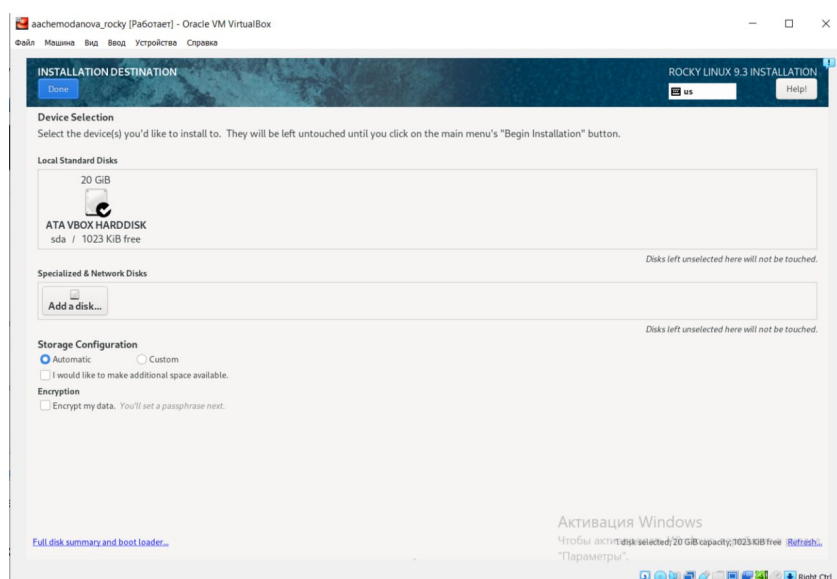 aachemodanova_rocky [Работает] - Oracle VM VirtualBox
Файл Машина Вид Ввод Устройства Справка
INSTALLATION DESTINATION
ROCKY LINUX 9.3 INSTALLATION
Done
us
Help!
Device Selection
Select the device(s) you'd like to install to. They will be left untouched until you click on the main menu's "Begin Installation" button.
Local Standard Disks
20 GiB
ATA VBOX HARDDISK
sda / 1023 KiB free
Disks left unselected here will not be touched.
Specialized & Network Disks
Add a disk...
Disks left unselected here will not be touched.
Storage Configuration
Automatic Custom
I would like to make additional space available.
Encryption
Encrypt my data. You'll set a passphrase next.
Активация Windows
Full disk summary and boot loader...
Чтобы 1 disk selected; 20 GiB capacity; 1023 KiB free Refresh...
"Параметры".
Right Ctrl